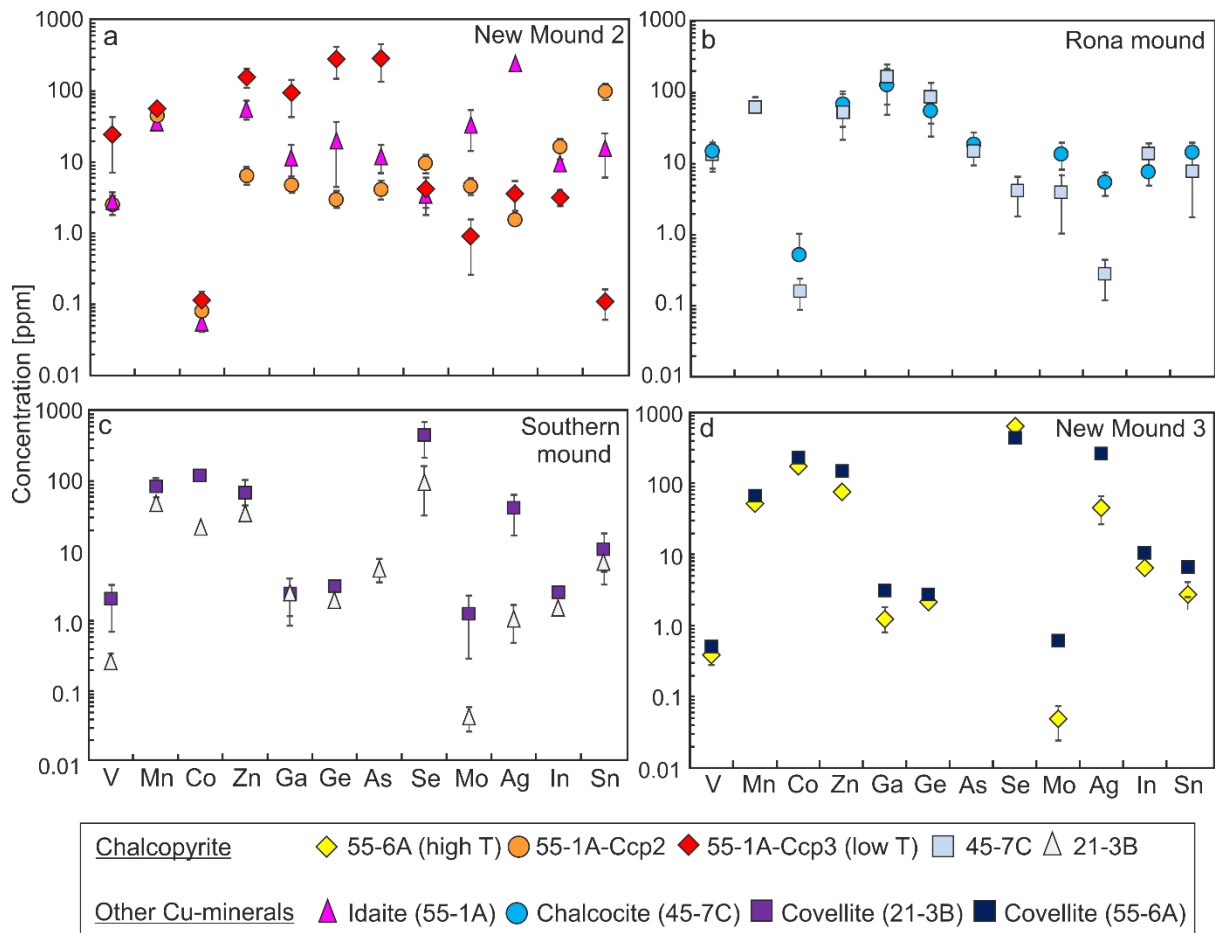 1000
100
10
1.0
0.1
0.01
a
New Mound 2
1000
100
10
1.0
0.1
0.01
b
Rona mound
Concentration [ppm]
1000
100
10
1.0
0.1
0.01
c
Southern
mound
V Mn Co Zn Ga Ge As Se Mo Ag In Sn
1000
100
10
1.0
0.1
0.01
d
New Mound 3
V Mn Co Zn Ga Ge As Se Mo Ag In Sn
Chalcopyrite 55-6A (high T) 55-1A-Ccp2 55-1A-Ccp3 (low T) 45-7C 21-3B
Other Cu-minerals Idaite (55-1A) Chalcocite (45-7C) Covellite (21-3B) Covellite (55-6A)